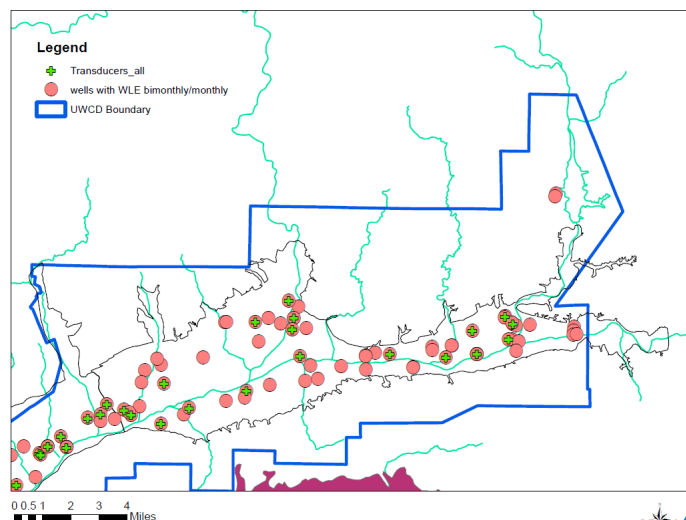 Legend
Transducers_all
wells with WLE bimonthly/monthly
UWCD Boundary
0 0.5 1 2 3 4
Miles